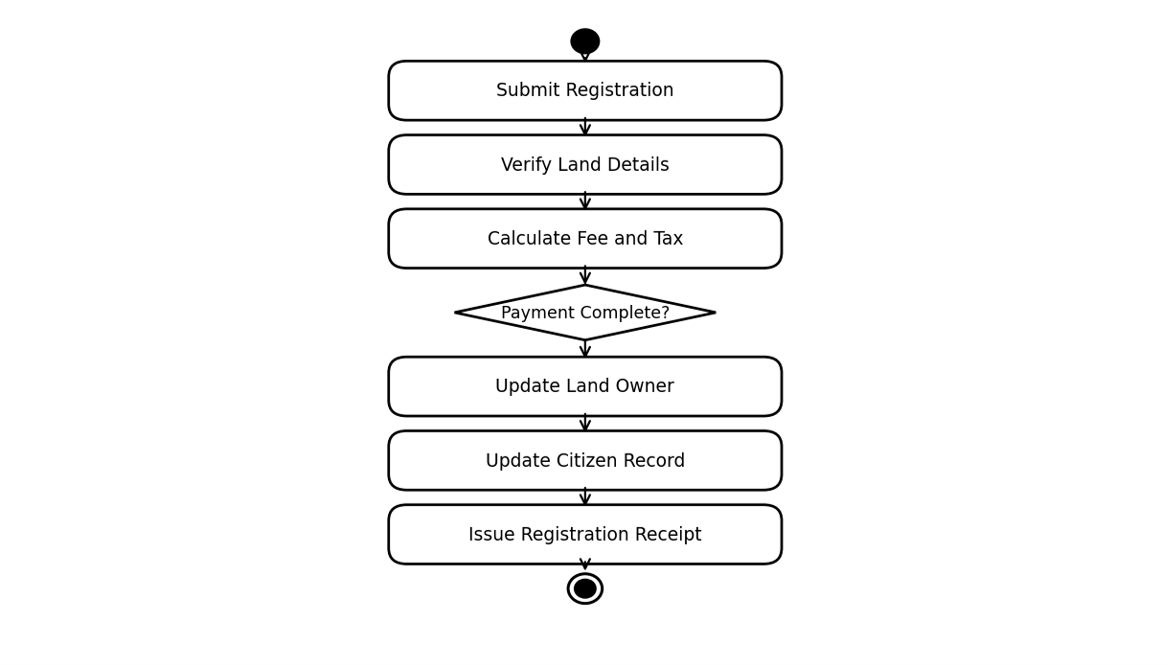 Submit Registration
Verify Land Details
Calculate Fee and Tax
Payment Complete?
Update Land Owner
Update Citizen Record
Issue Registration Receipt